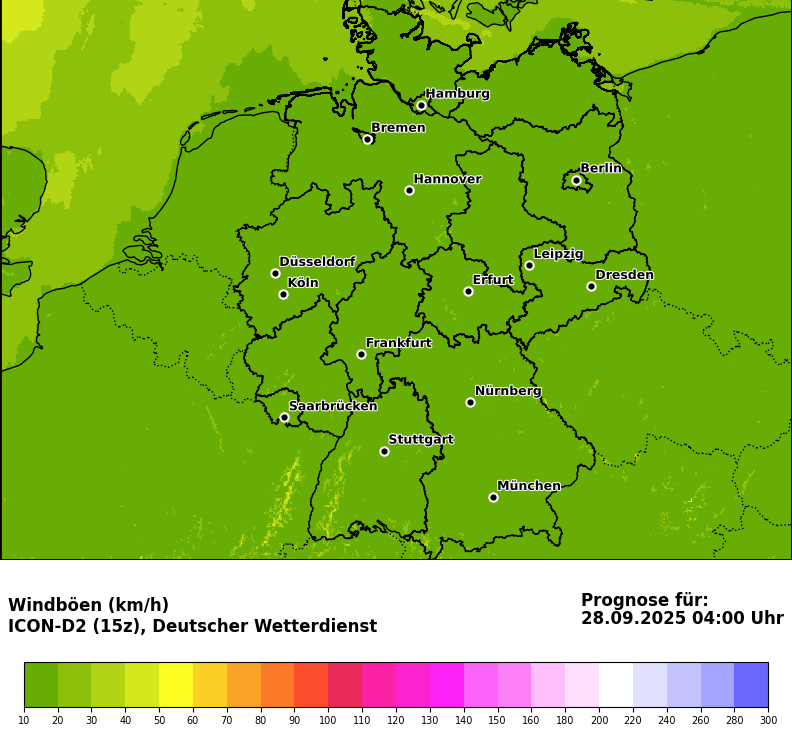 Hamburg
Bremen
Berlin
Hannover
Leipzig
Düsseldorf
Dresden
Erfurt
Köln
Frankfurt
Nürnberg
Saarbrücken
Stuttgart
München
Windböen (km/h)
ICON-D2 (15z), Deutscher Wetterdienst
Prognose für:
28.09.2025 04:00 Uhr
10 20 30 40 50 60 70 80 90 100 110 120 130 140 150 160 180 200 220 240 260 280 300